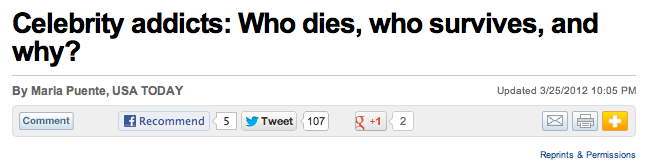 Celebrity addicts: Who dies, who survives, and
why?
By Maria Puente, USA TODAY Updated 3/25/2012 10:05 PM
Comment f Recommend 5 Tweet 107 g +1 2
Reprints & Permissions